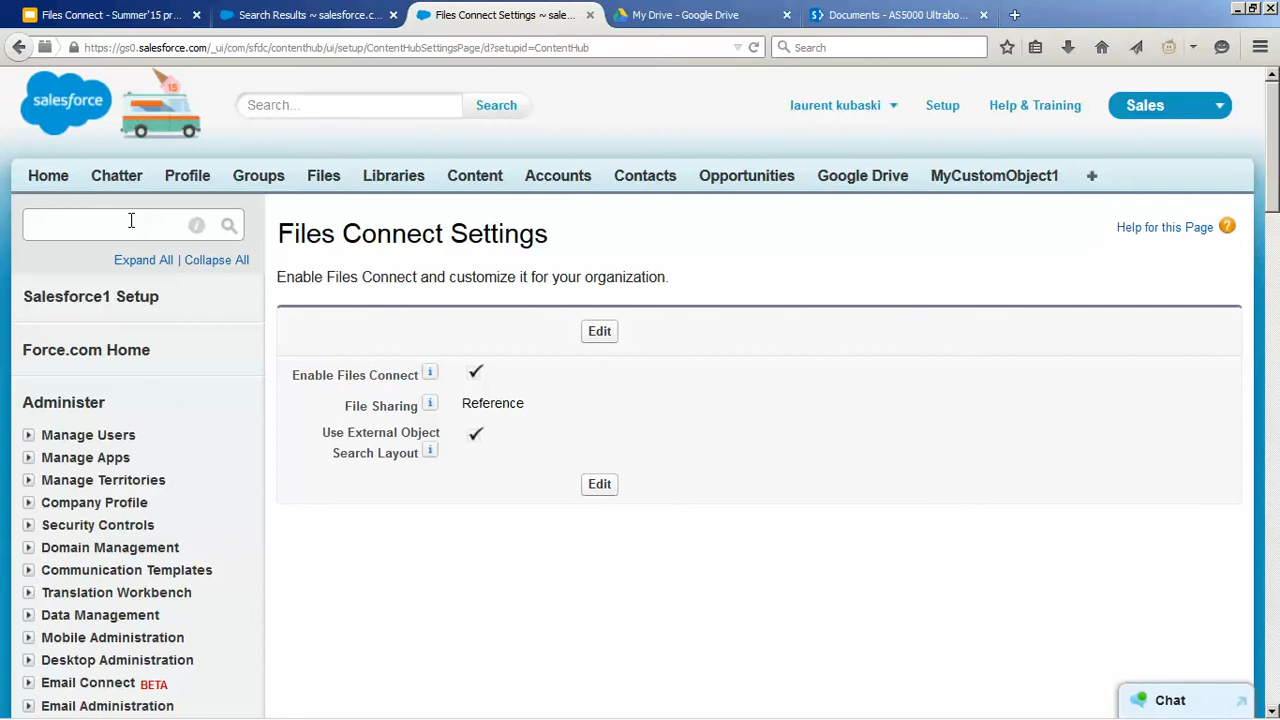 Files Connect - Summer'15 pr...
Search Results ~ salesforce.c...
Files Connect Settings ~ sale...
My Drive - Google Drive
Documents - AS5000 Ultrabo...
https://gs0.salesforce.com/_ui/com/sfdc/contenthub/ui/setup/ContentHubSettingsPage/d?setupid=ContentHub
Search
salesforce
15
Search...
Search
laurent kubaski
Setup
Help & Training
Sales
Home
Chatter
Profile
Groups
Files
Libraries
Content
Accounts
Contacts
Opportunities
Google Drive
MyCustomObject1
Expand All | Collapse All
Salesforce1 Setup
Force.com Home
Administer
Manage Users
Manage Apps
Manage Territories
Company Profile
Security Controls
Domain Management
Communication Templates
Translation Workbench
Data Management
Mobile Administration
Desktop Administration
Email Connect BETA
Email Administration
Files Connect Settings
Help for this Page
Enable Files Connect and customize it for your organization.
Edit
Enable Files Connect
File Sharing Reference
Use External Object
Search Layout
Edit
Chat